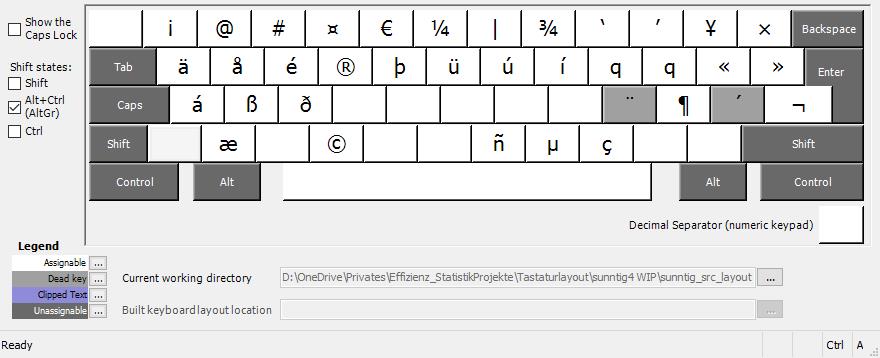 Show the
Caps Lock
Shift states:
Shift
Alt+Ctrl
(AltGr)
Ctrl
¡ @ # ¤ € ¼ | ¾ ‘ ’ ¥ × Backspace
Tab ä å é ® þ ü ú í q q « » Enter
Caps á ß ð ¨ ¶ ´ ¬
Shift æ © ñ µ ç Shift
Control Alt Alt Control
Decimal Separator (numeric keypad)
Legend
Assignable ...
Dead key ...
Clipped Text ...
Unassignable ...
Current working directory D:\OneDrive\Privates\Effizienz_StatistikProjekte\Tastaturlayout\sunntig4 WIP\sunntig_src_layout ...
Built keyboard layout location ...
Ready Ctrl A